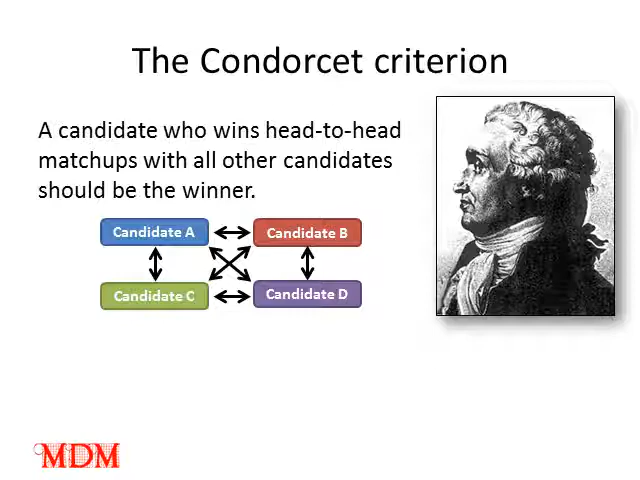 The Condorcet criterion
A candidate who wins head-to-head
matchups with all other candidates
should be the winner.
Candidate A
Candidate B
Candidate C
Candidate D
MDM